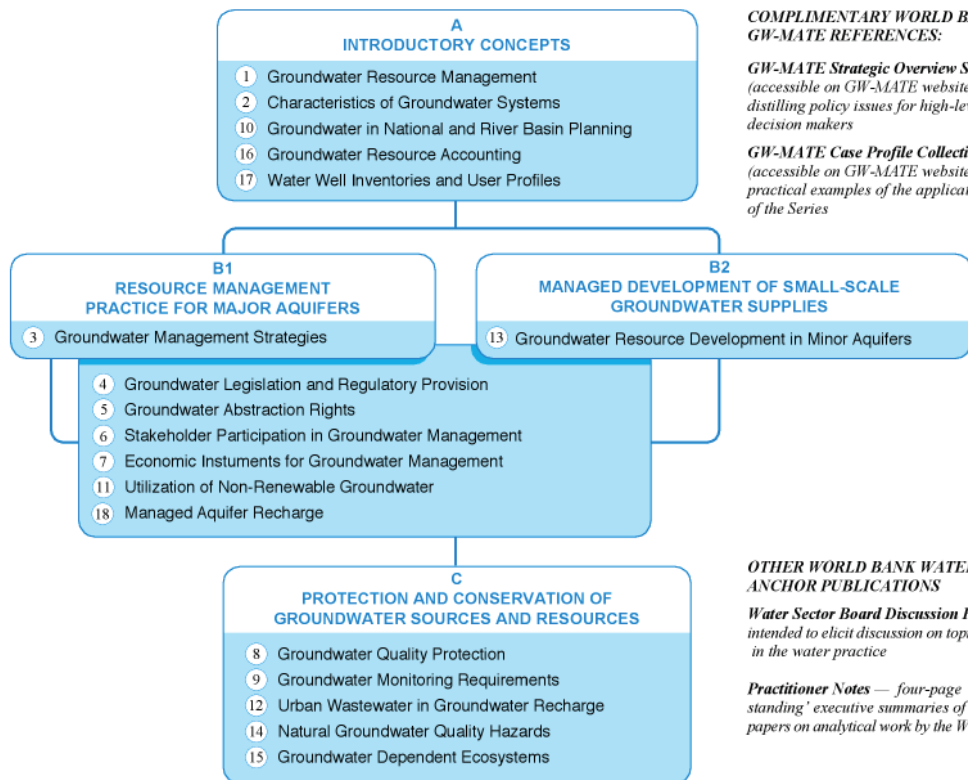 A
INTRODUCTORY CONCEPTS
1 Groundwater Resource Management
2 Characteristics of Groundwater Systems
10 Groundwater in National and River Basin Planning
16 Groundwater Resource Accounting
17 Water Well Inventories and User Profiles
COMPLIMENTARY WORLD B
GW-MATE REFERENCES:
GW-MATE Strategic Overview S
(accessible on GW-MATE website
distilling policy issues for high-lev
decision makers
GW-MATE Case Profile Collecti
(accessible on GW-MATE website
practical examples of the applicat
of the Series
B1
RESOURCE MANAGEMENT
PRACTICE FOR MAJOR AQUIFERS
3 Groundwater Management Strategies
B2
MANAGED DEVELOPMENT OF SMALL-SCALE
GROUNDWATER SUPPLIES
13 Groundwater Resource Development in Minor Aquifers
4 Groundwater Legislation and Regulatory Provision
5 Groundwater Abstraction Rights
6 Stakeholder Participation in Groundwater Management
7 Economic Instuments for Groundwater Management
11 Utilization of Non-Renewable Groundwater
18 Managed Aquifer Recharge
C
PROTECTION AND CONSERVATION OF
GROUNDWATER SOURCES AND RESOURCES
8 Groundwater Quality Protection
9 Groundwater Monitoring Requirements
12 Urban Wastewater in Groundwater Recharge
14 Natural Groundwater Quality Hazards
15 Groundwater Dependent Ecosystems
OTHER WORLD BANK WATE
ANCHOR PUBLICATIONS
Water Sector Board Discussion
intended to elicit discussion on topi
in the water practice
Practitioner Notes — four-page
standing’ executive summaries of
papers on analytical work by the W